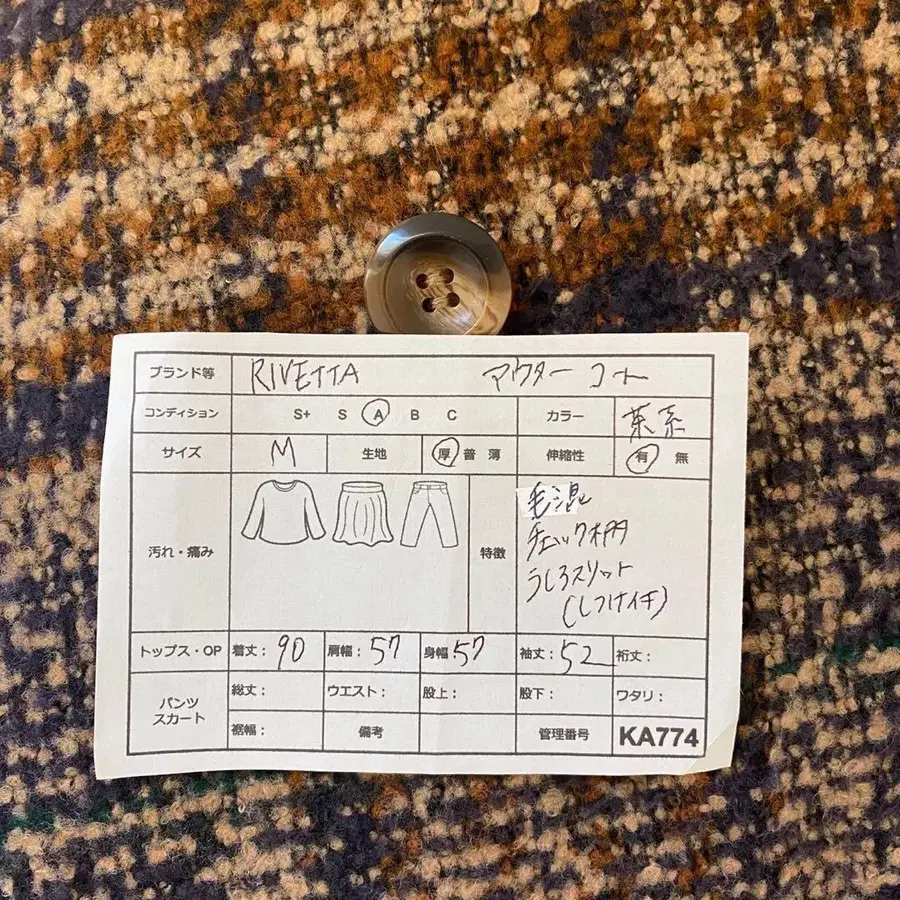 ブランド等 RIVETTA アウター コート
コンディション S+ S A B C カラー 茶系
サイズ M 生地 厚 普 薄 伸縮性 有 無
汚れ・痛み 特徴 毛混
チェック柄
うしろスリット
(しつけイキ)
トップス・OP 着丈: 90 肩幅: 57 身幅 57 袖丈: 52 裄丈:
パンツ スカート 総丈: ウエスト: 股上: 股下: ワタリ:
裾幅: 備考 管理番号 KA774